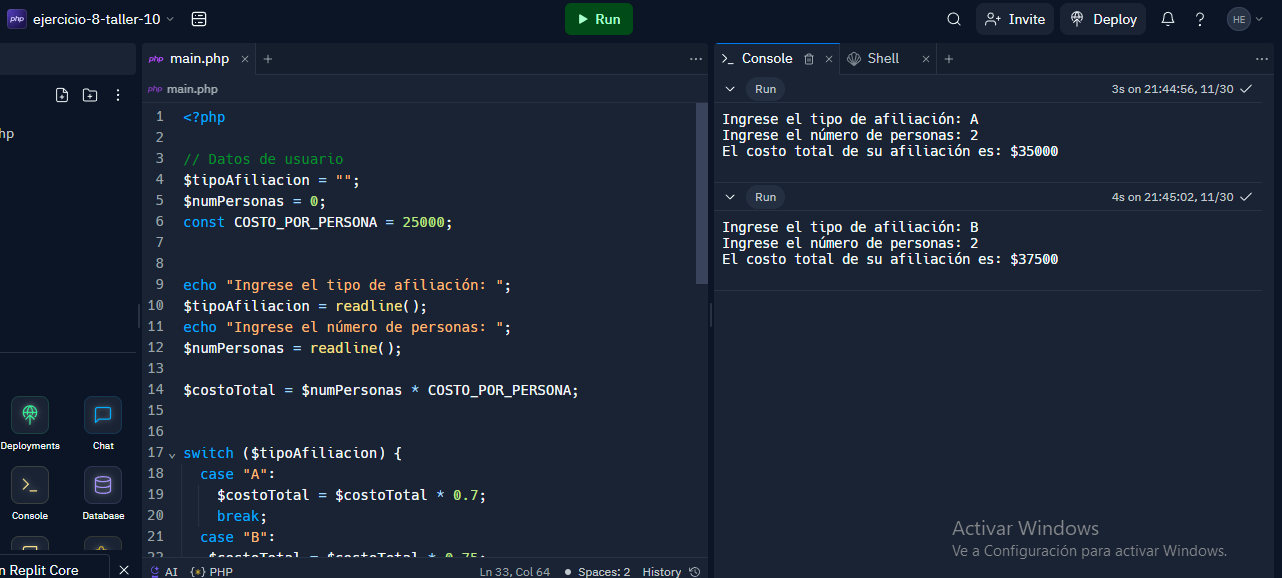 php ejercicio-8-taller-10
Run
Invite
Deploy
HE
hp
Deployments
Chat
Console
Database
n Replit Core
php main.php
php main.php
1 <?php
2
3 // Datos de usuario
4 $tipoAfiliacion = "";
5 $numPersonas = 0;
6 const COSTO_POR_PERSONA = 25000;
7
8
9 echo "Ingrese el tipo de afiliación: ";
10 $tipoAfiliacion = readline();
11 echo "Ingrese el número de personas: ";
12 $numPersonas = readline();
13
14 $costoTotal = $numPersonas * COSTO_POR_PERSONA;
15
16
17 switch ($tipoAfiliacion) {
18 case "A":
19 $costoTotal = $costoTotal * 0.7;
20 break;
21 case "B":
22 $costoTotal = $costoTotal * 0.75;
AI {} PHP Ln 33, Col 64 Spaces: 2 History
Console
Shell
Run 3s on 21:44:56, 11/30
Ingrese el tipo de afiliación: A
Ingrese el número de personas: 2
El costo total de su afiliación es: $35000
Run 4s on 21:45:02, 11/30
Ingrese el tipo de afiliación: B
Ingrese el número de personas: 2
El costo total de su afiliación es: $37500
Activar Windows
Ve a Configuración para activar Windows.